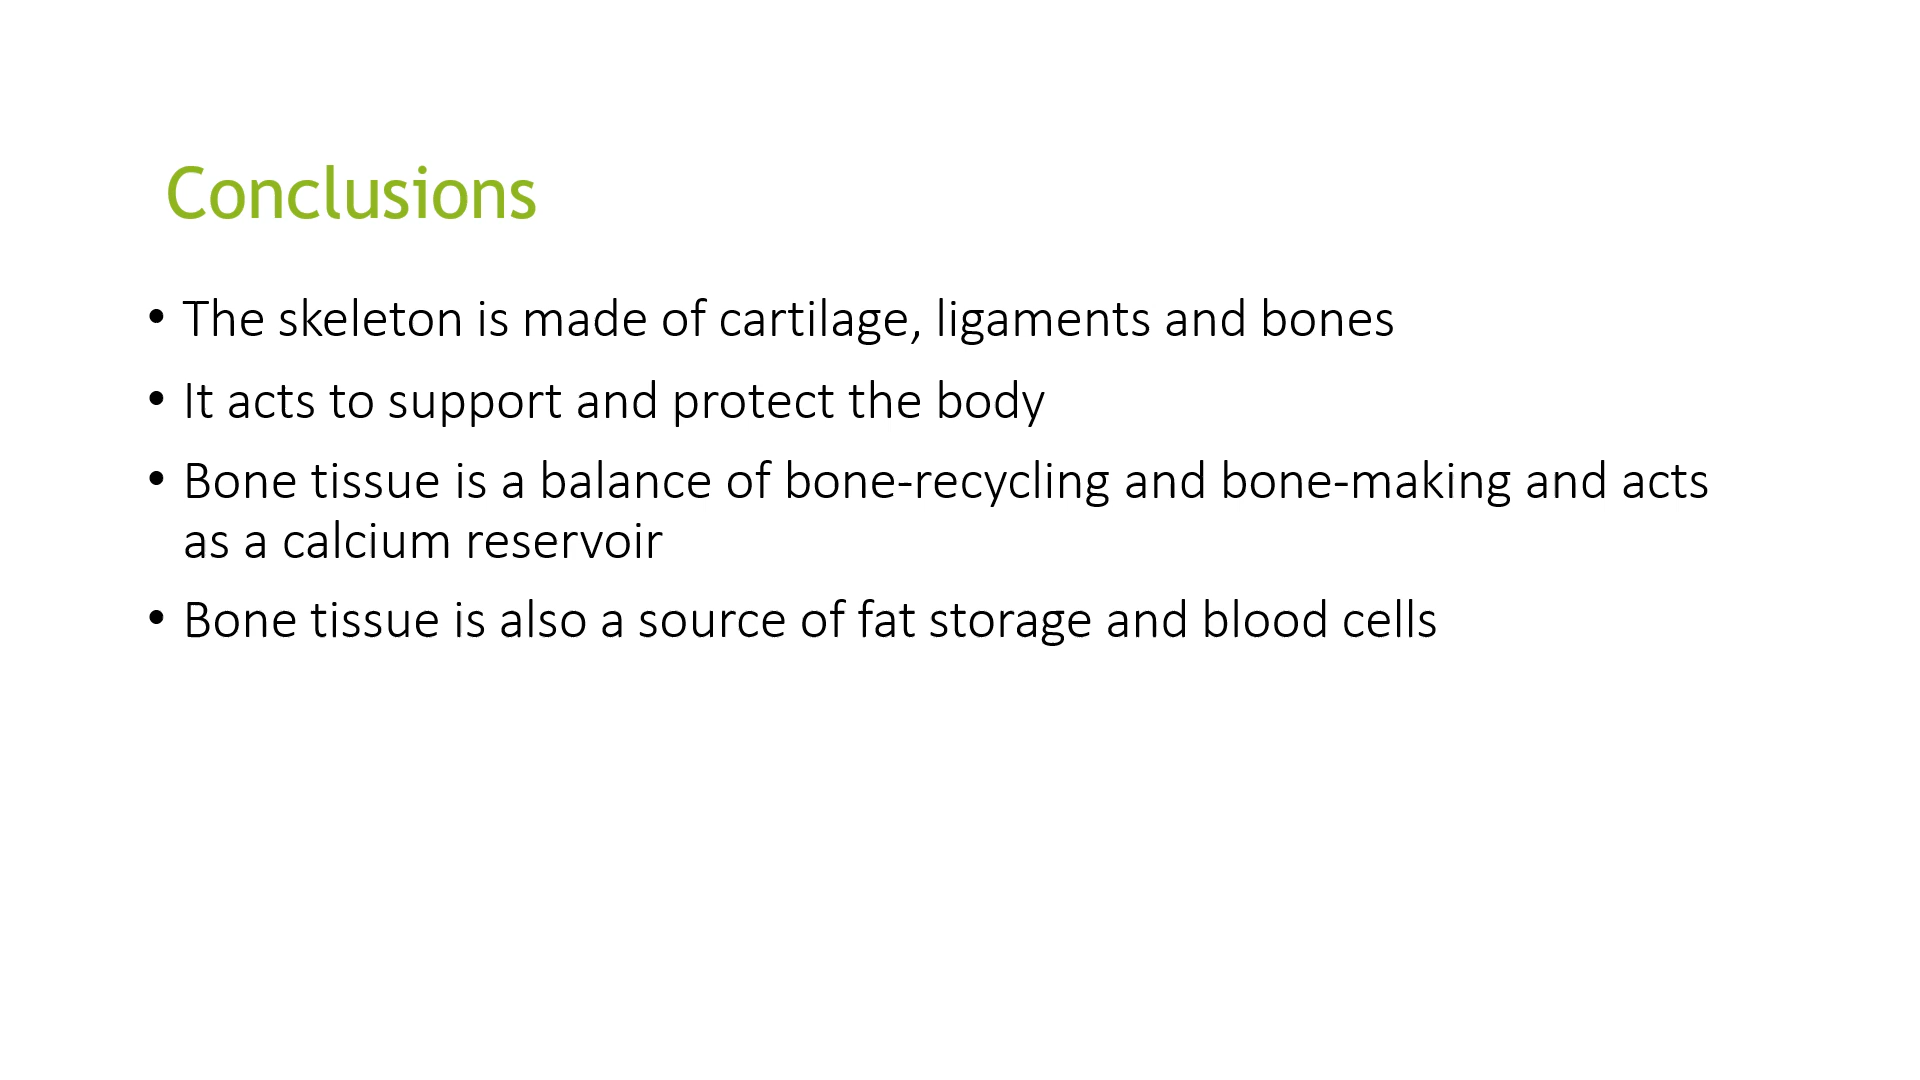 Conclusions
• The skeleton is made of cartilage, ligaments and bones
• It acts to support and protect the body
• Bone tissue is a balance of bone-recycling and bone-making and acts
as a calcium reservoir
• Bone tissue is also a source of fat storage and blood cells